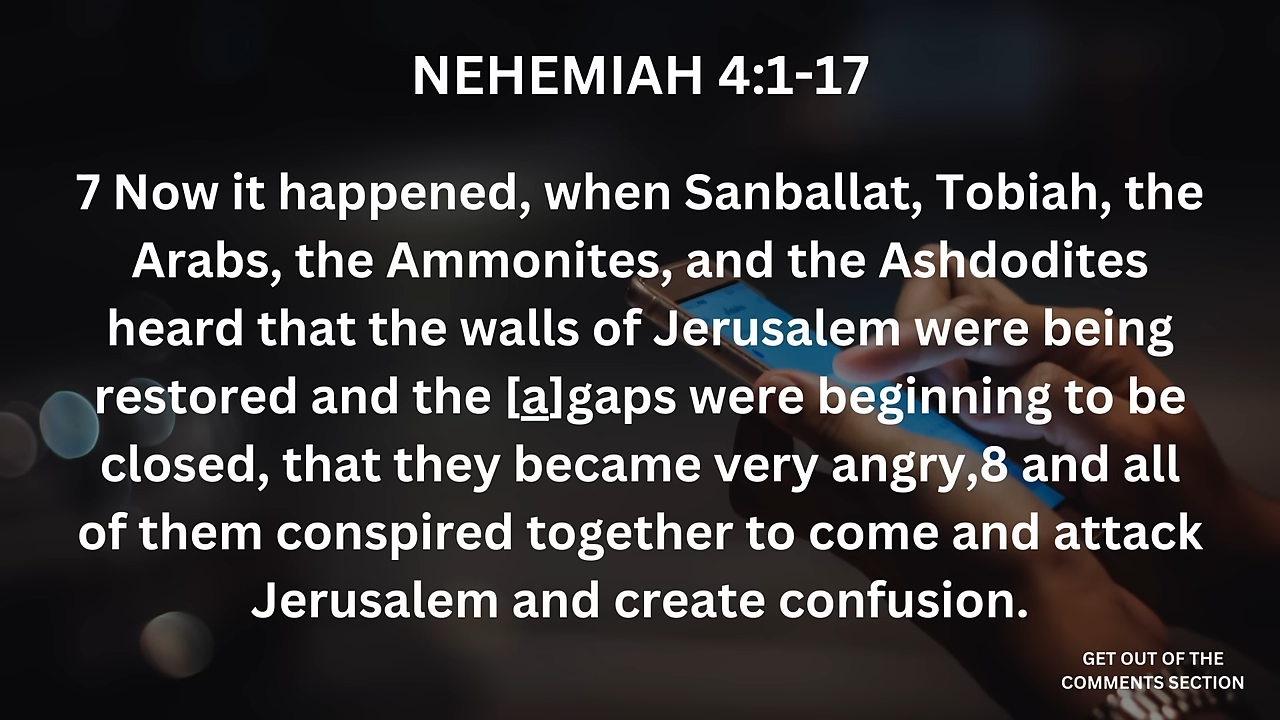 NEHEMIAH 4:1-17
7 Now it happened, when Sanballat, Tobiah, the
Arabs, the Ammonites, and the Ashdodites
heard that the walls of Jerusalem were being
restored and the [a]gaps were beginning to be
closed, that they became very angry,8 and all
of them conspired together to come and attack
Jerusalem and create confusion.
GET OUT OF THE
COMMENTS SECTION